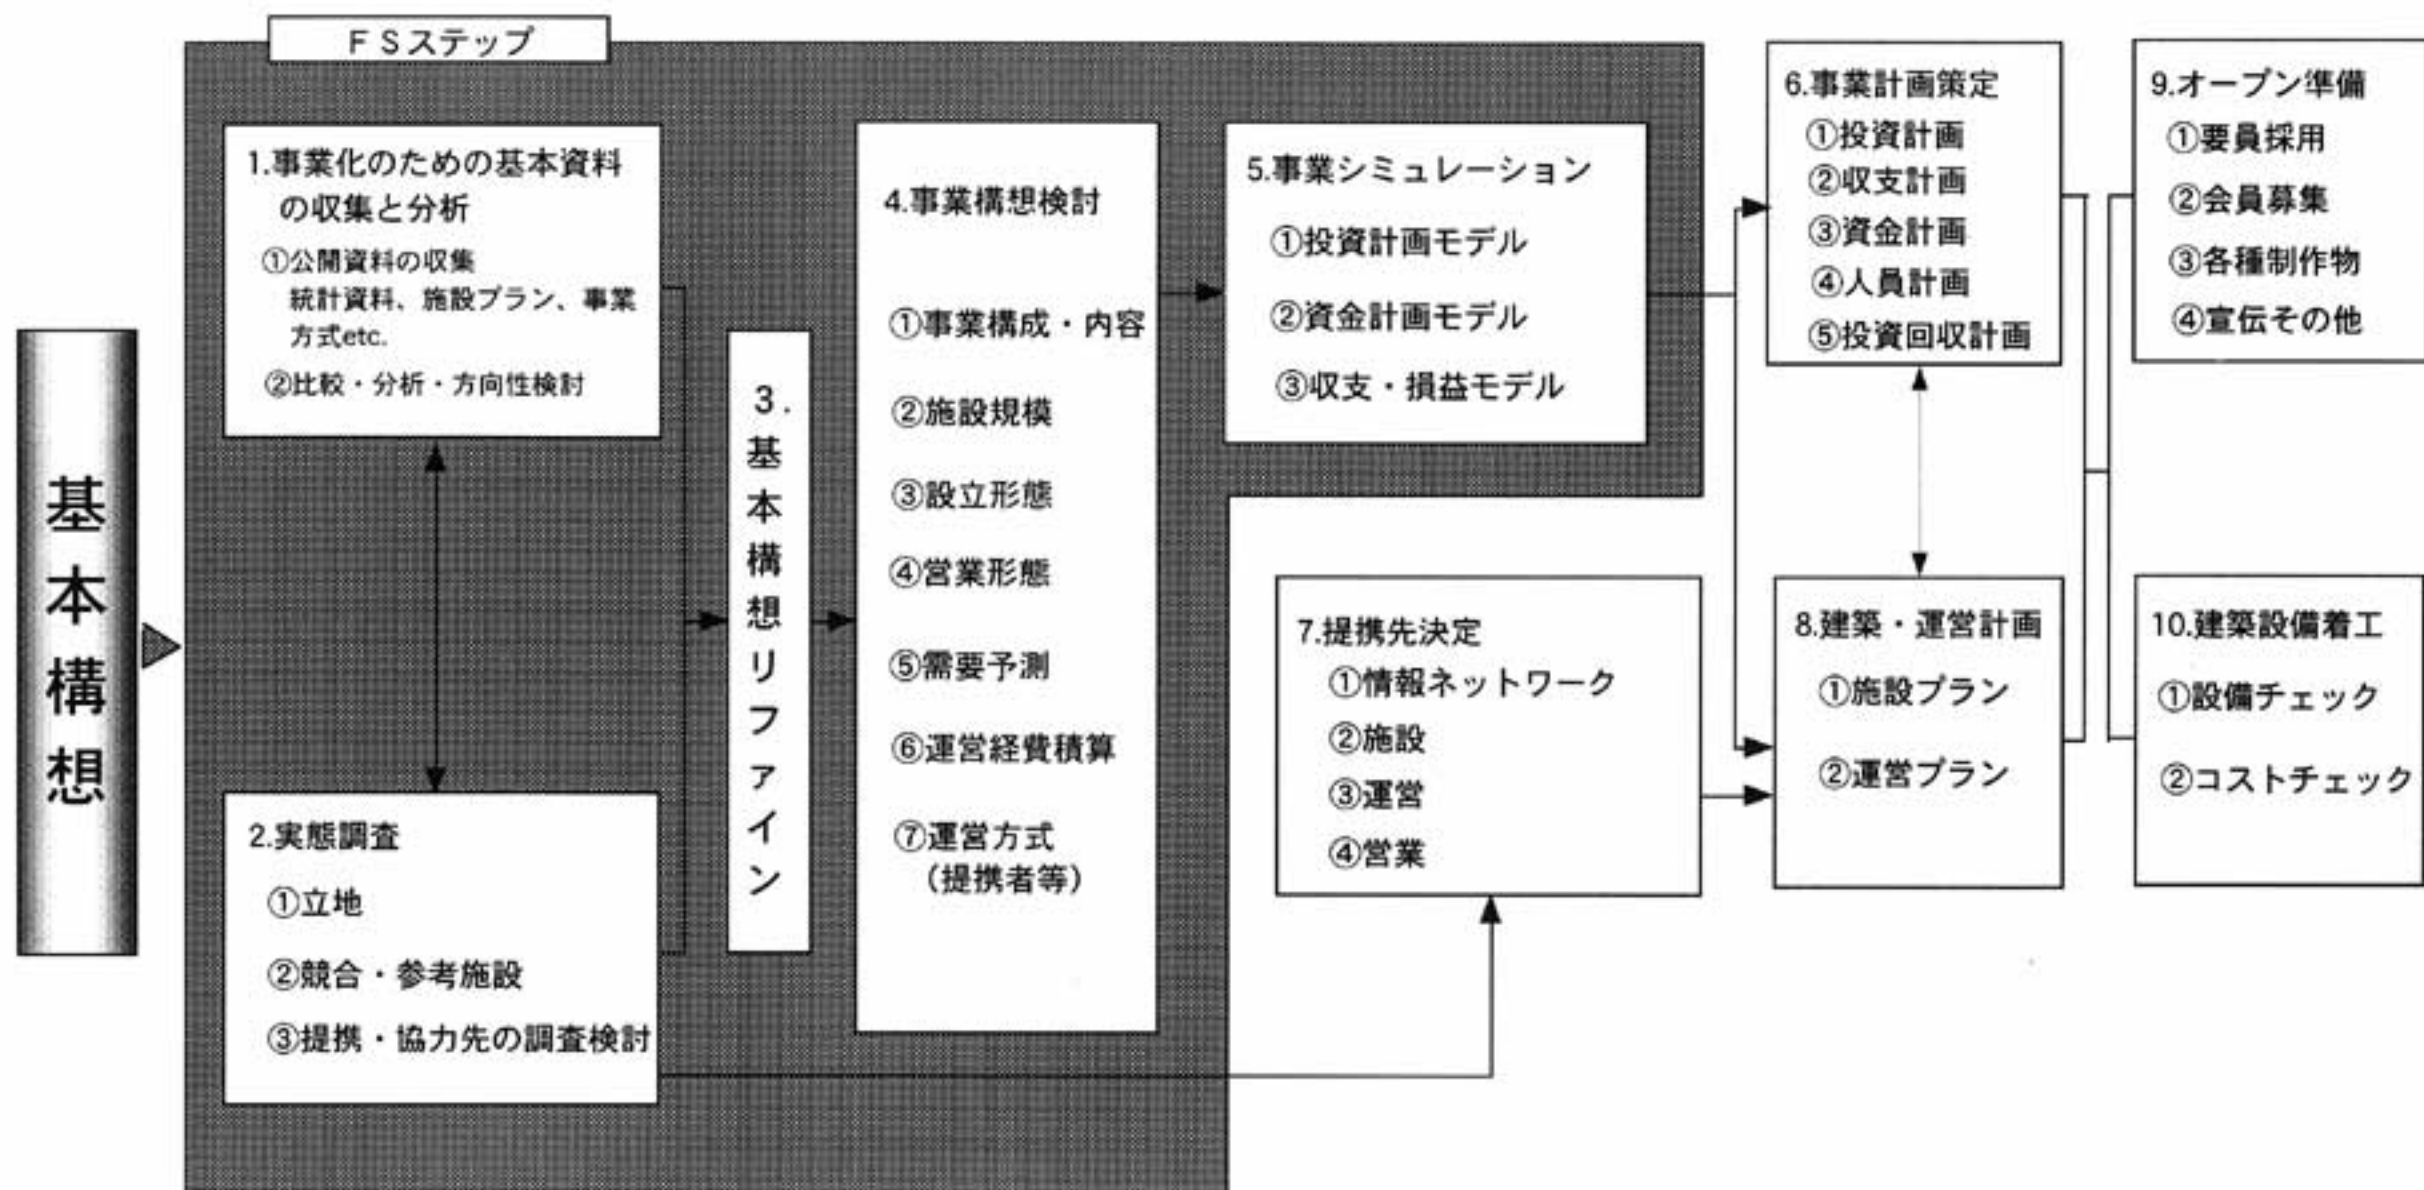 FSステップ
基本構想
1.事業化のための基本資料
の収集と分析
①公開資料の収集
統計資料、施設プラン、事業
方式etc.
②比較・分析・方向性検討
2.実態調査
①立地
②競合・参考施設
③提携・協力先の調査検討
3.基本構想リファイン
4.事業構想検討
①事業構成・内容
②施設規模
③設立形態
④営業形態
⑤需要予測
⑥運営経費積算
⑦運営方式
(提携者等)
5.事業シミュレーション
①投資計画モデル
②資金計画モデル
③収支・損益モデル
6.事業計画策定
①投資計画
②収支計画
③資金計画
④人員計画
⑤投資回収計画
7.提携先決定
①情報ネットワーク
②施設
③運営
④営業
8.建築・運営計画
①施設プラン
②運営プラン
9.オープン準備
①要員採用
②会員募集
③各種制作物
④宣伝その他
10.建築設備着工
①設備チェック
②コストチェック